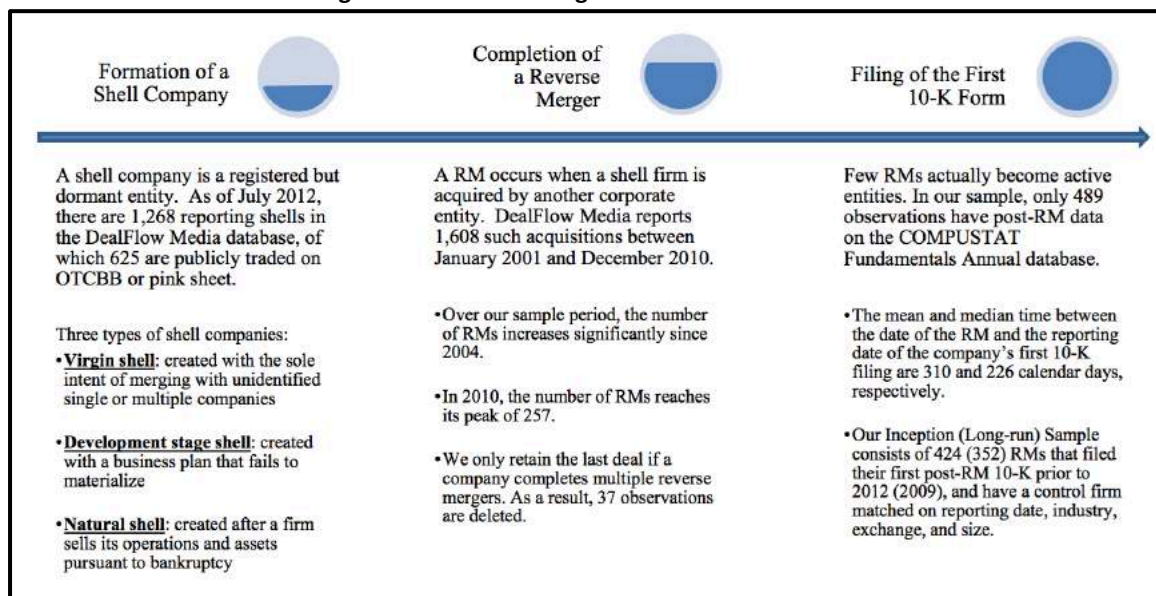 Formation of a
Shell Company
Completion of
a Reverse
Merger
Filing of the First
10-K Form
A shell company is a registered but
dormant entity. As of July 2012,
there are 1,268 reporting shells in
the DealFlow Media database, of
which 625 are publicly traded on
OTCBB or pink sheet.
Three types of shell companies:
•Virgin shell: created with the sole
intent of merging with unidentified
single or multiple companies
•Development stage shell: created
with a business plan that fails to
materialize
•Natural shell: created after a firm
sells its operations and assets
pursuant to bankruptcy
A RM occurs when a shell firm is
acquired by another corporate
entity. DealFlow Media reports
1,608 such acquisitions between
January 2001 and December 2010.
•Over our sample period, the number
of RMs increases significantly since
2004.
•In 2010, the number of RMs reaches
its peak of 257.
•We only retain the last deal if a
company completes multiple reverse
mergers. As a result, 37 observations
are deleted.
Few RMs actually become active
entities. In our sample, only 489
observations have post-RM data
on the COMPUSTAT
Fundamentals Annual database.
•The mean and median time between
the date of the RM and the reporting
date of the company's first 10-K
filing are 310 and 226 calendar days,
respectively.
•Our Inception (Long-run) Sample
consists of 424 (352) RMs that filed
their first post-RM 10-K prior to
2012 (2009), and have a control firm
matched on reporting date, industry,
exchange, and size.